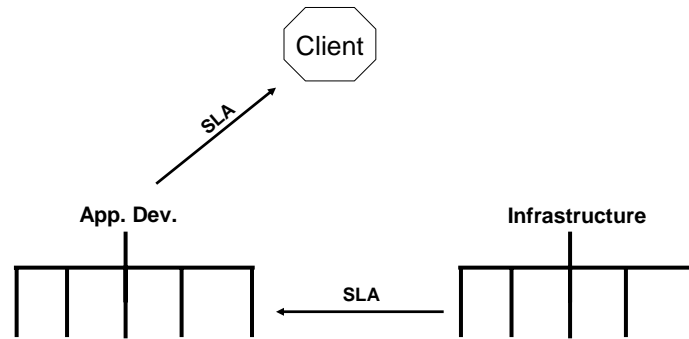 Client
SLA
App. Dev.
Infrastructure
SLA